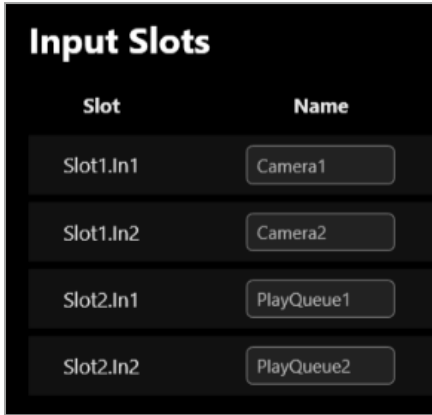 Input Slots
Slot Name
Slot1.In1 Camera1
Slot1.In2 Camera2
Slot2.In1 PlayQueue1
Slot2.In2 PlayQueue2